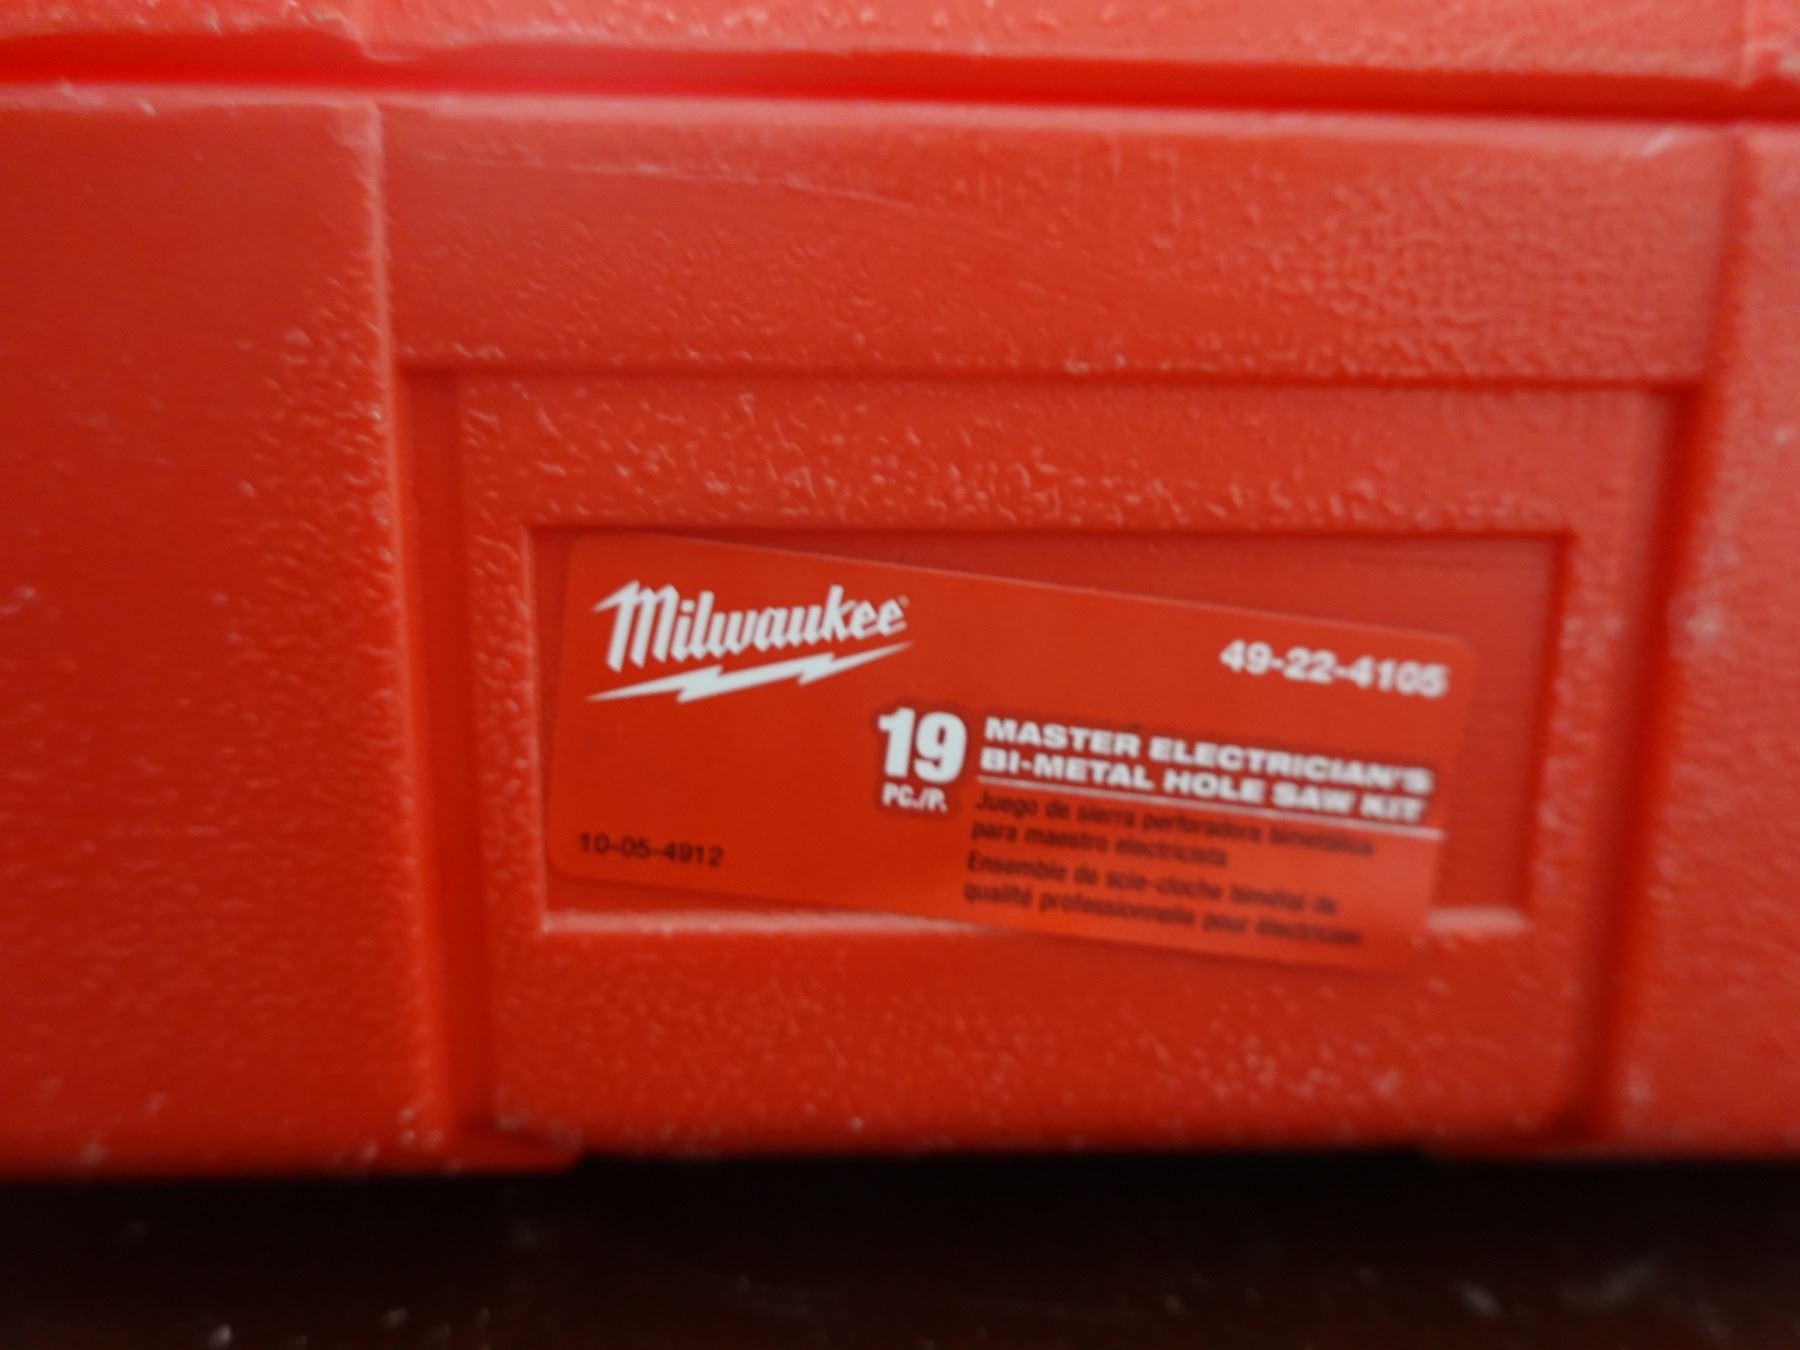 Milwaukee
49-22-4105
19
PC./P.
MASTER ELECTRICIAN'S
BI-METAL HOLE SAW KIT
Juego de sierra perforadora bimetálica
para maestro electricista
Ensemble de scie-cloche bimétal de
qualité professionnelle pour électricien
10-05-4912